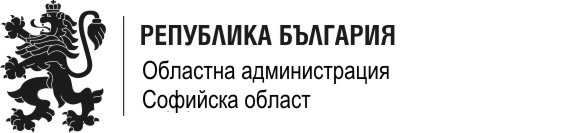 РЕПУБЛИКА БЪЛГАРИЯ
Областна администрация
Софийска област